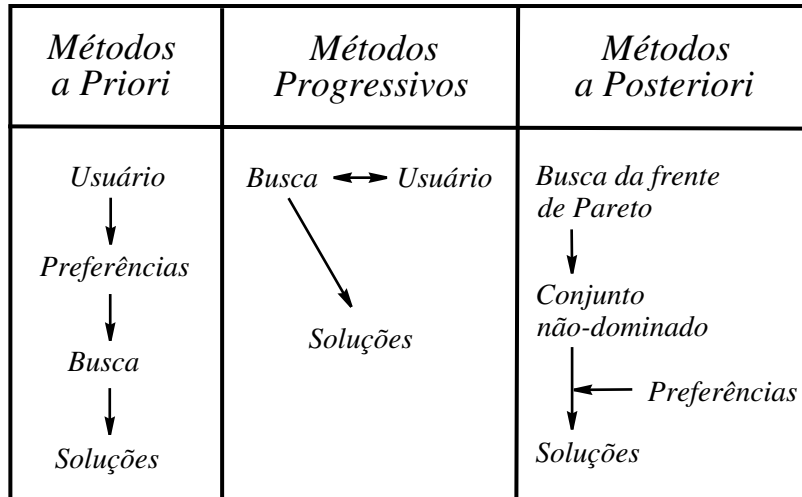 Métodos
a Priori
Métodos
Progressivos
Métodos
a Posteriori
Usuário
Preferências
Busca
Soluções
Busca
Usuário
Soluções
Busca da frente
de Pareto
Conjunto
não-dominado
Preferências
Soluções